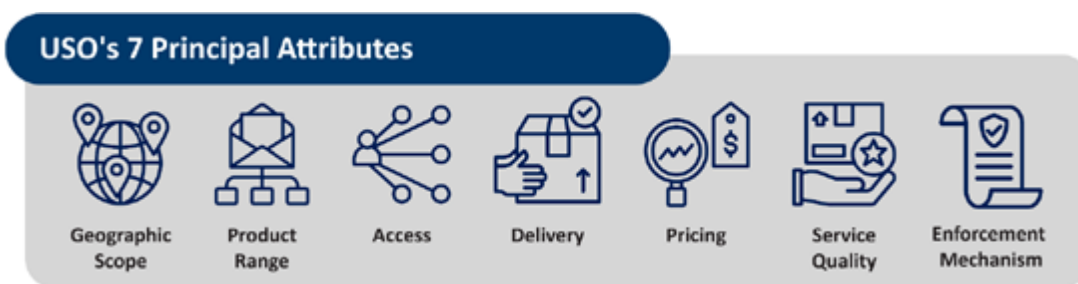 USO's 7 Principal Attributes
$
Geographic
Scope
Product
Range
Access
Delivery
Pricing
Service
Quality
Enforcement
Mechanism